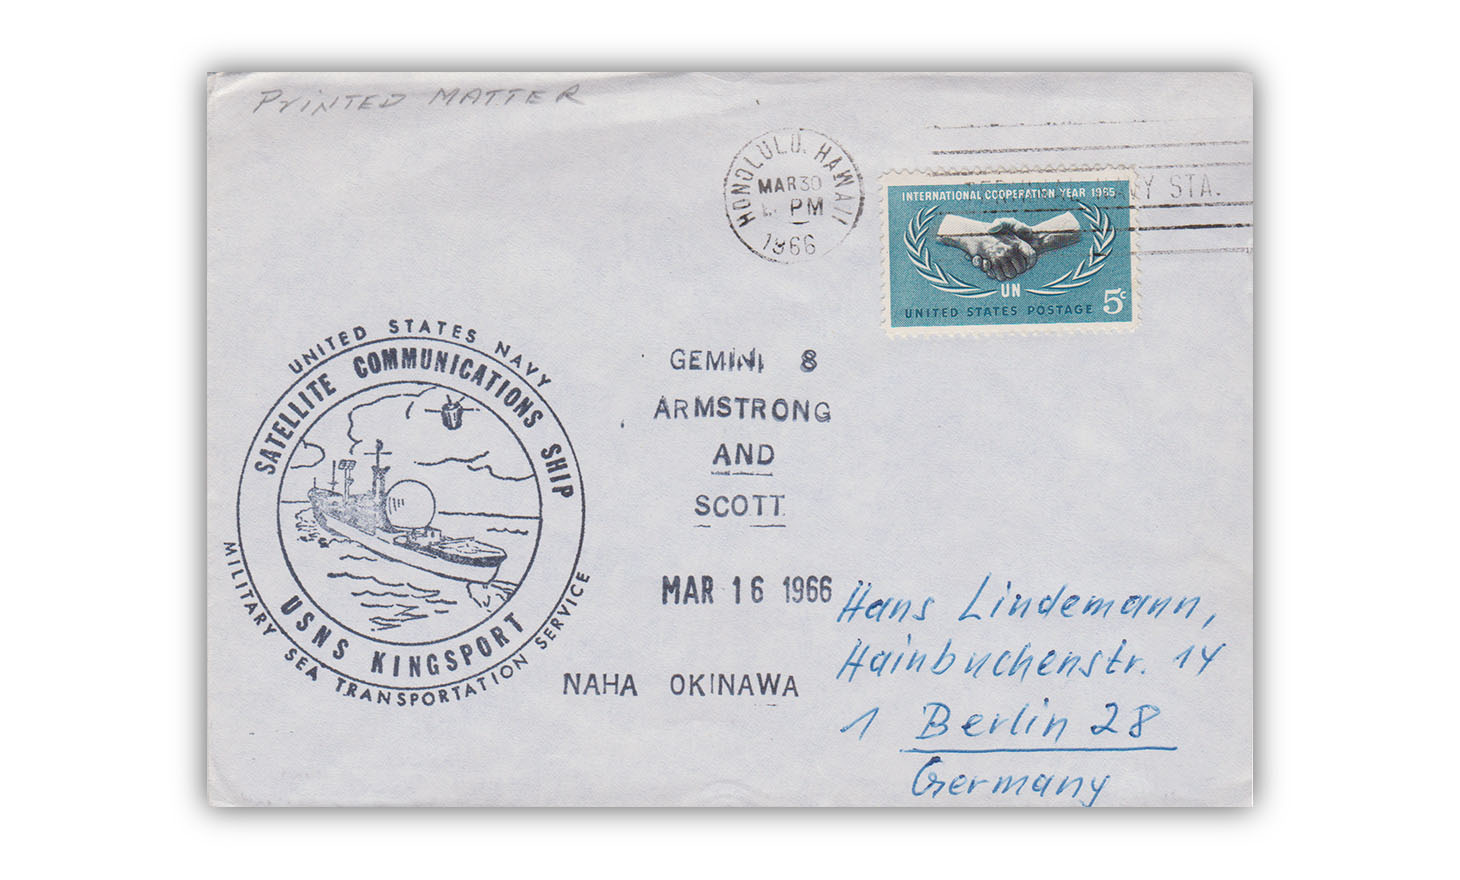 Printed Matter
HONOLULU, HAWAII
MAR 30
PM
1966
NAVY STA.
INTERNATIONAL COOPERATION YEAR 1965
UN
UNITED STATES POSTAGE 5c
UNITED STATES NAVY
SATELLITE COMMUNICATIONS SHIP
USNS KINGSPORT
MILITARY SEA TRANSPORTATION SERVICE
GEMINI 8
ARMSTRONG
AND
SCOTT
MAR 16 1966
NAHA OKINAWA
Hans Lindemann,
Hainbuchenstr. 14
1 Berlin 28
Germany